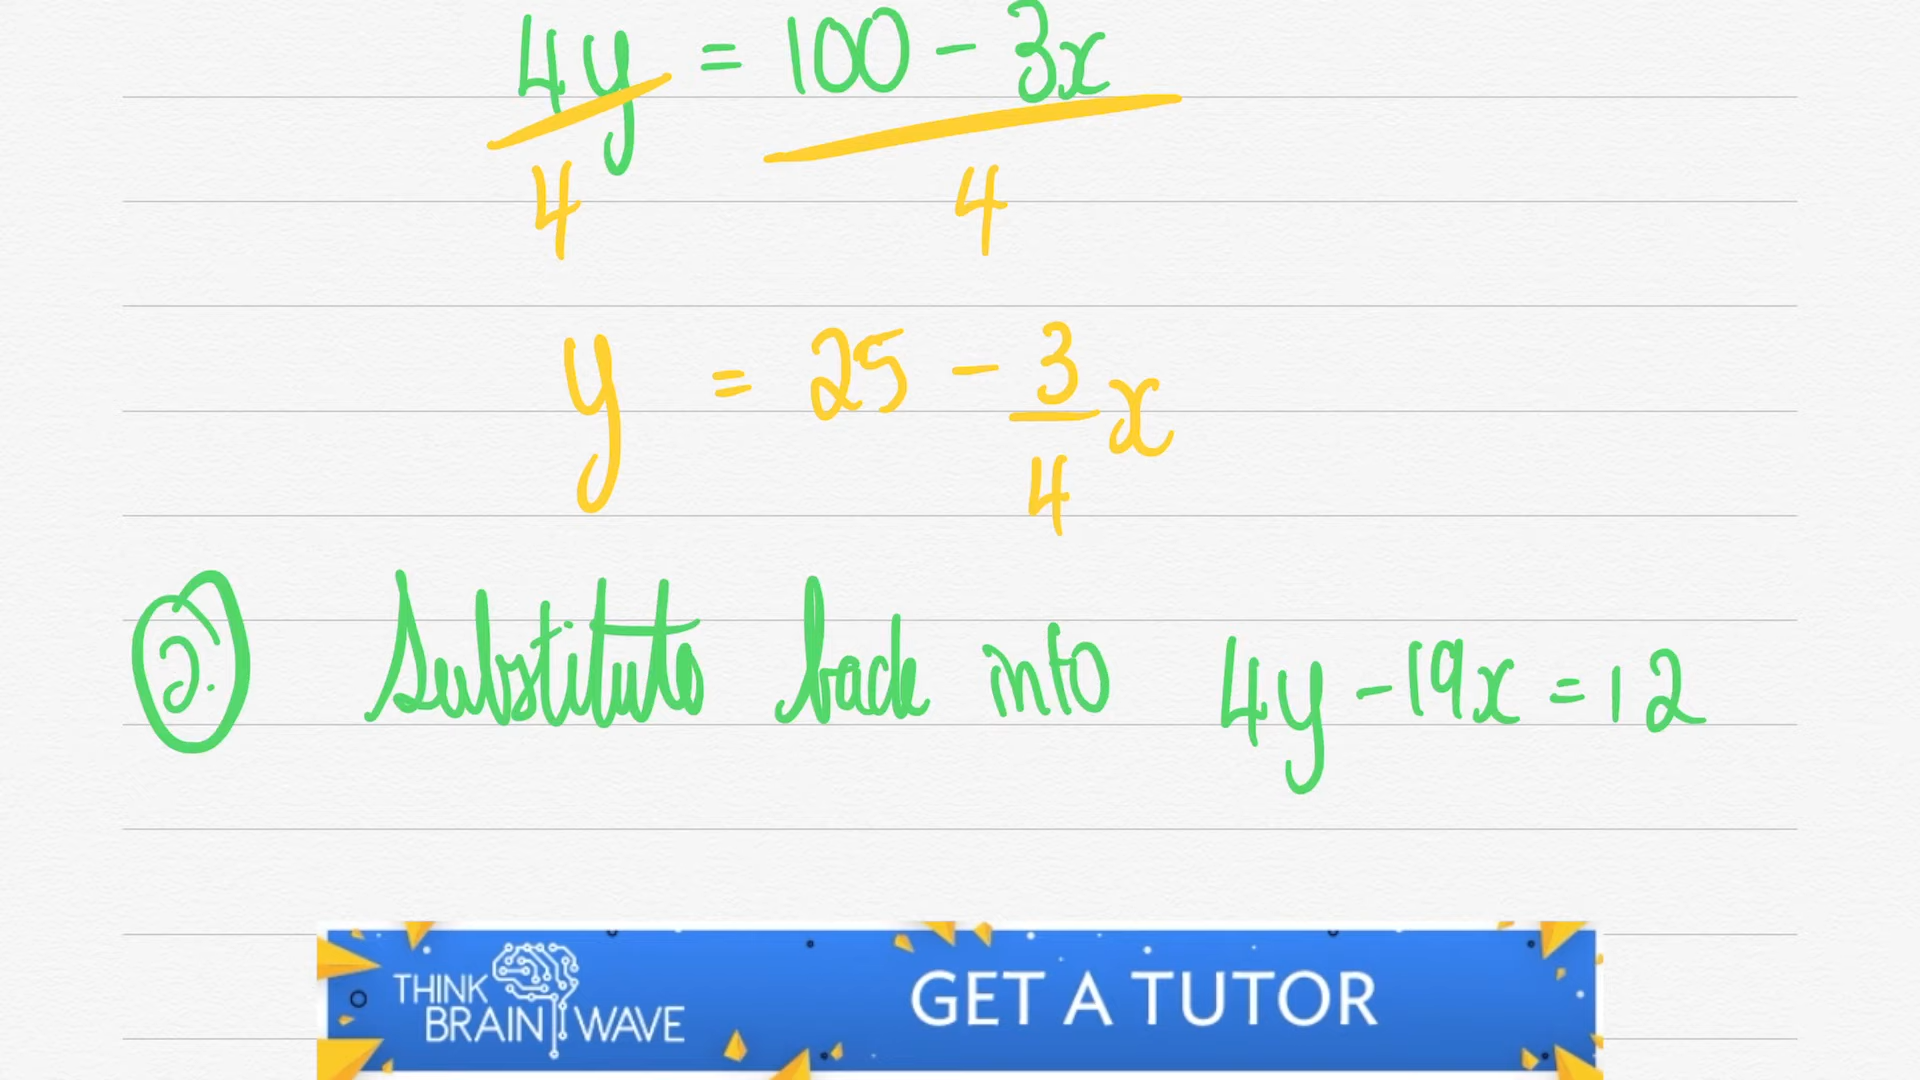 4y = 100 - 3x
4 4
y = 25 - 3/4 x
2. Substitute back into 4y - 19x = 12
THINK BRAIN WAVE
GET A TUTOR